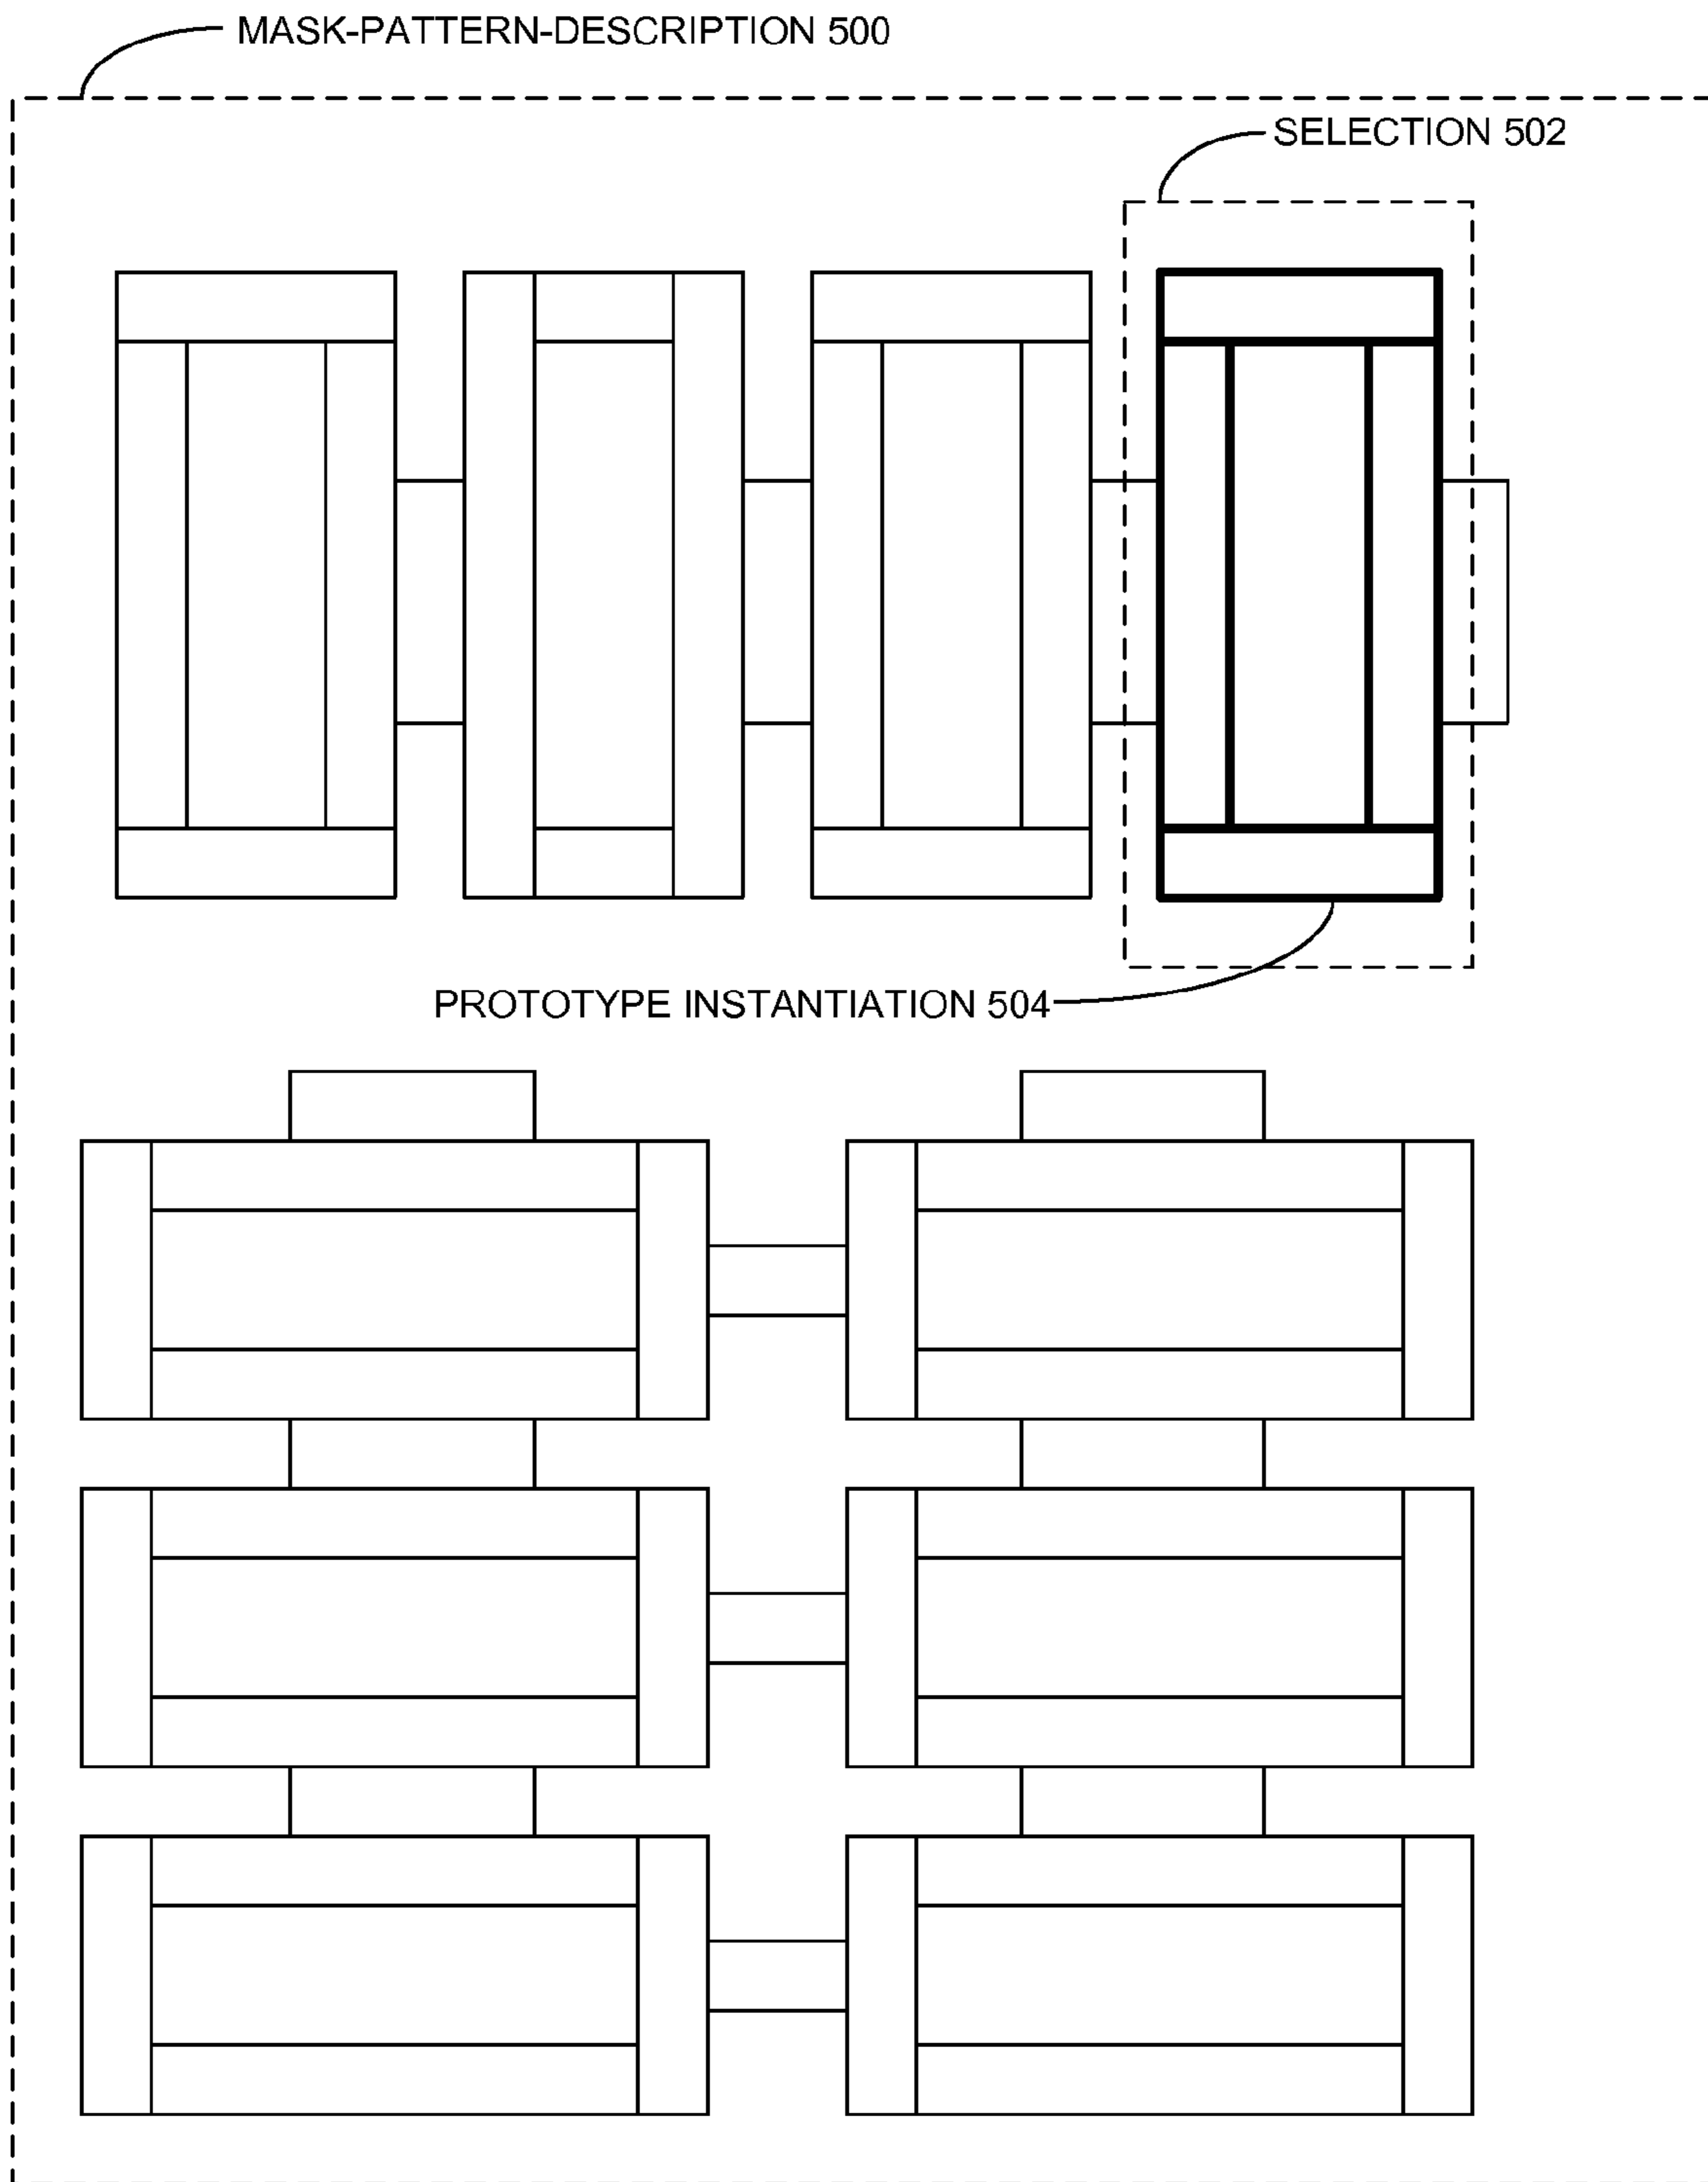 MASK-PATTERN-DESCRIPTION 500
SELECTION 502
PROTOTYPE INSTANTIATION 504